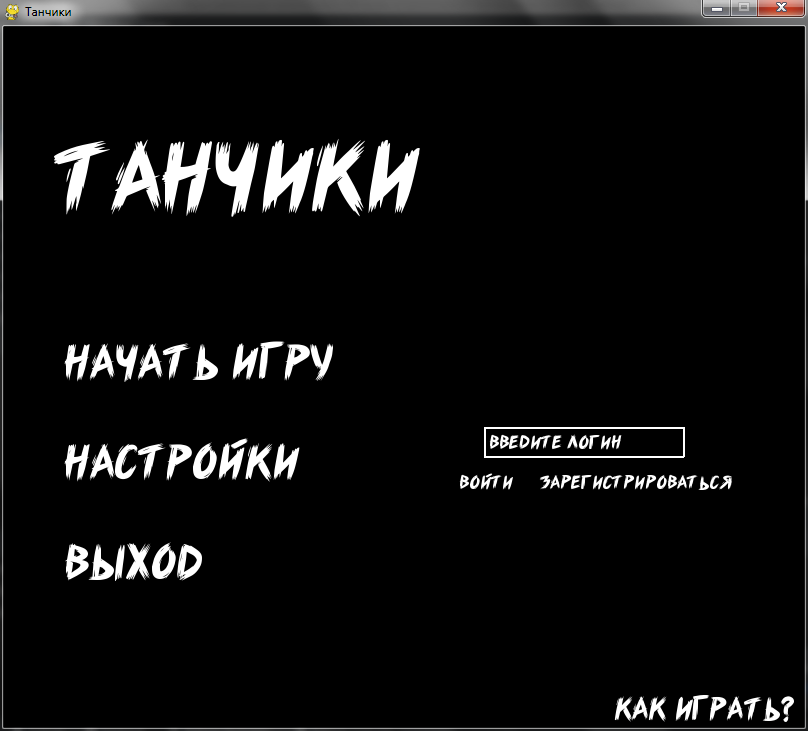 Танчики
ТАНЧИКИ
НАЧАТЬ ИГРУ
НАСТРОЙКИ
ВВЕДИТЕ ЛОГИН
ВОЙТИ ЗАРЕГИСТРИРОВАТЬСЯ
ВЫХОД
КАК ИГРАТЬ?